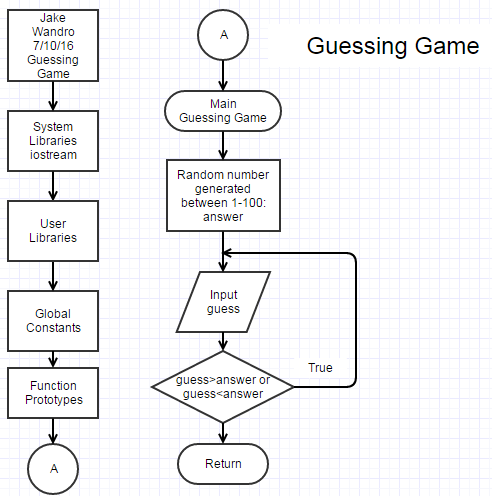 Guessing Game
Jake
Wandro
7/10/16
Guessing
Game
System
Libraries
iostream
User
Libraries
Global
Constants
Function
Prototypes
A
A
Main
Guessing Game
Random number
generated
between 1-100:
answer
Input
guess
guess>answer or
guess<answer
True
Return